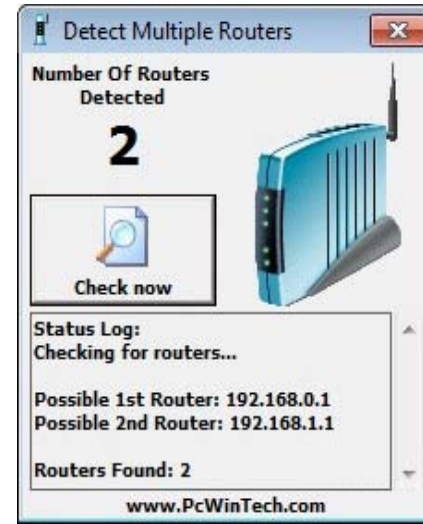 Detect Multiple Routers
Number Of Routers
Detected
2
Check now
Status Log:
Checking for routers...
Possible 1st Router: 192.168.0.1
Possible 2nd Router: 192.168.1.1
Routers Found: 2
www.PcWinTech.com